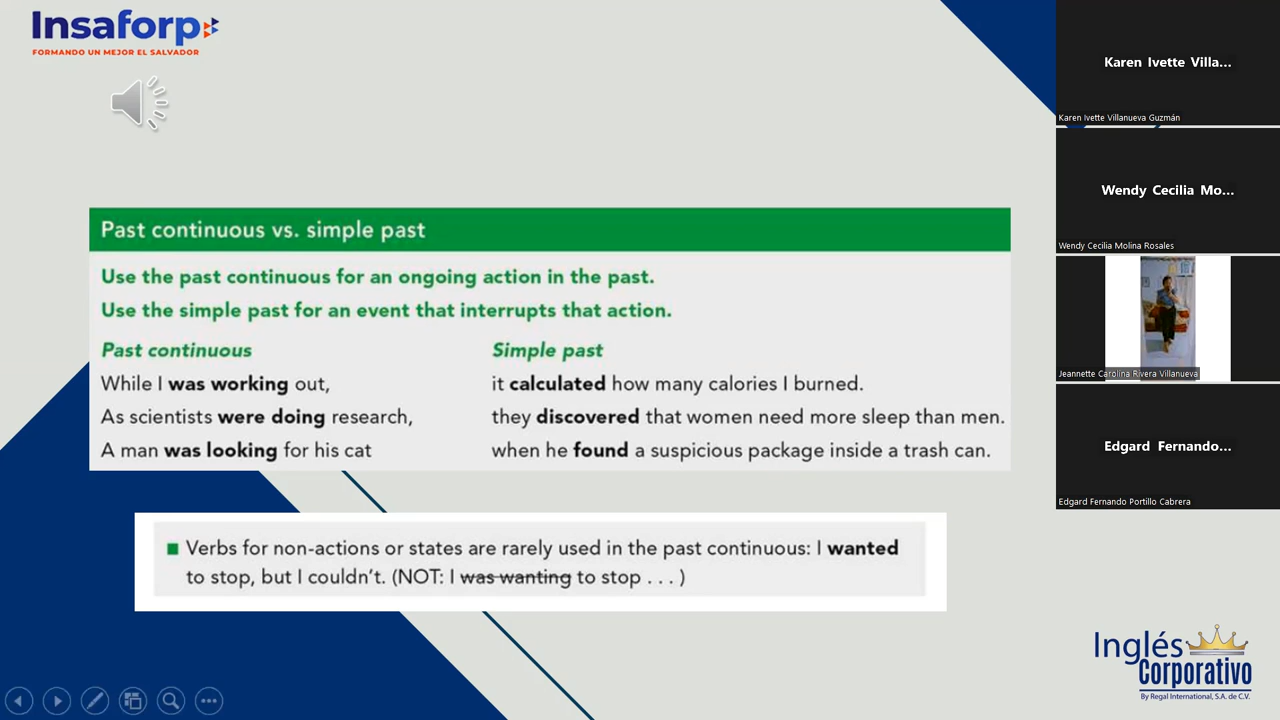 Insaforp
FORMANDO UN MEJOR EL SALVADOR
Past continuous vs. simple past
Use the past continuous for an ongoing action in the past.
Use the simple past for an event that interrupts that action.
Past continuous Simple past
While I was working out, it calculated how many calories I burned.
As scientists were doing research, they discovered that women need more sleep than men.
A man was looking for his cat when he found a suspicious package inside a trash can.
Verbs for non-actions or states are rarely used in the past continuous: I wanted
to stop, but I couldn't. (NOT: I was wanting to stop . . . )
Karen Ivette Villa...
Karen Ivette Villanueva Guzmán
Wendy Cecilia Mo...
Wendy Cecilia Molina Rosales
Jeannette Carolina Rivera Villanueva
Edgard Fernando...
Edgard Fernando Portillo Cabrera
Inglés
Corporativo
By Regal International, S.A. de C.V.